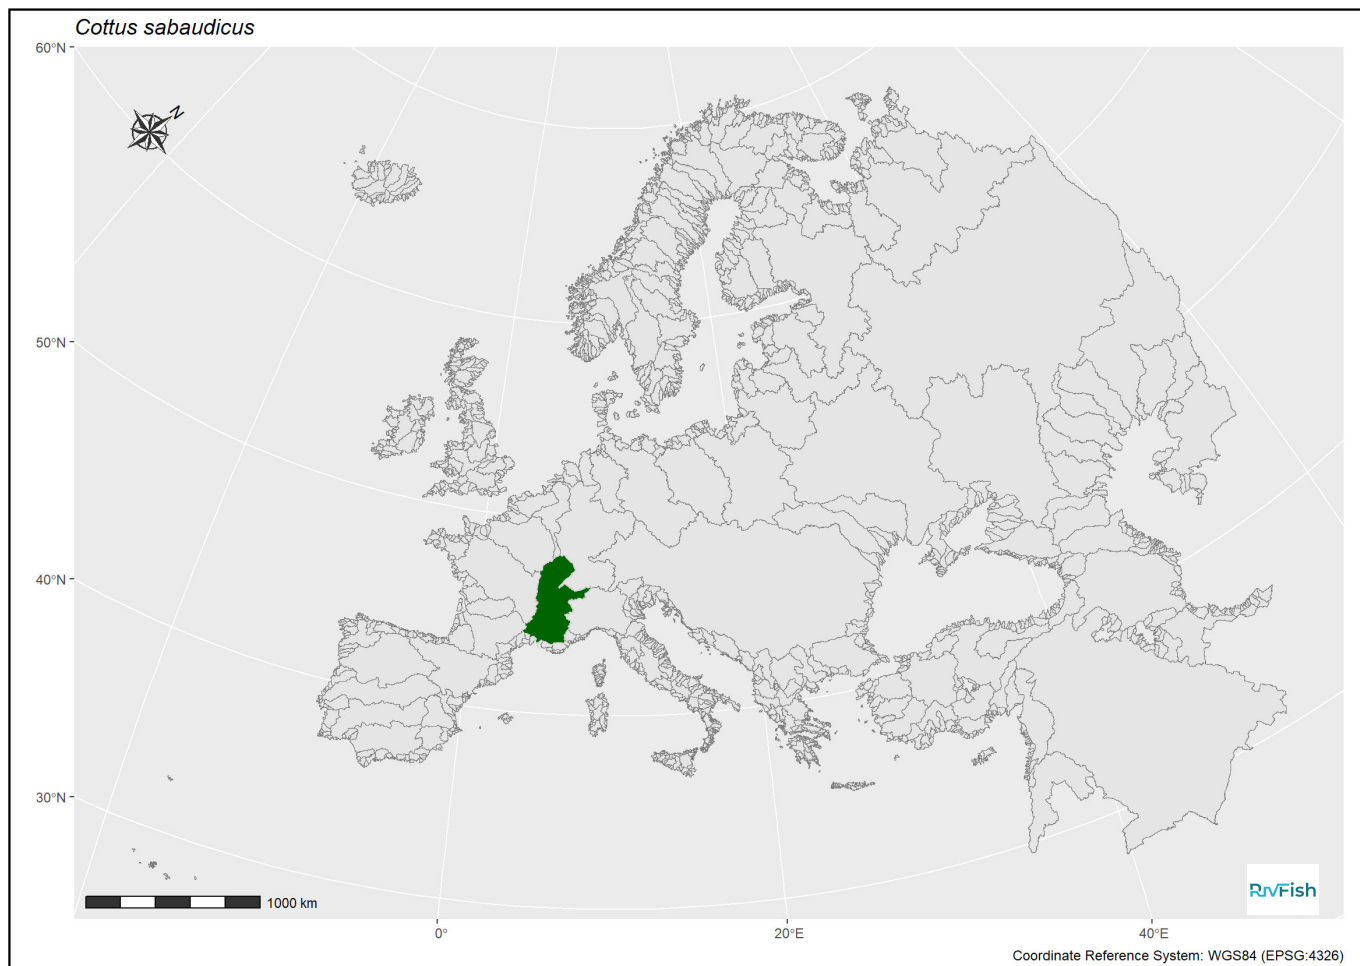 Cottus sabaudicus
60°N
N
50°N
40°N
30°N
1000 km
RIVFish
0°
20°E
40°E
Coordinate Reference System: WGS84 (EPSG:4326)